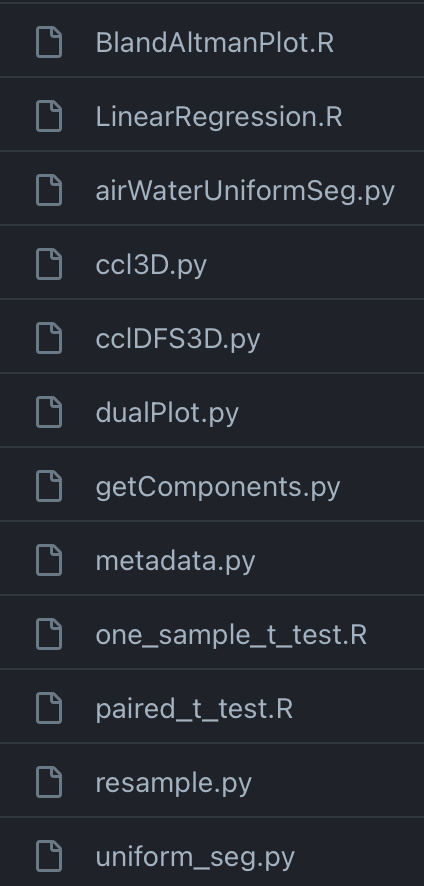 BlandAltmanPlot.R
LinearRegression.R
airWaterUniformSeg.py
ccl3D.py
cclDFS3D.py
dualPlot.py
getComponents.py
metadata.py
one_sample_t_test.R
paired_t_test.R
resample.py
uniform_seg.py